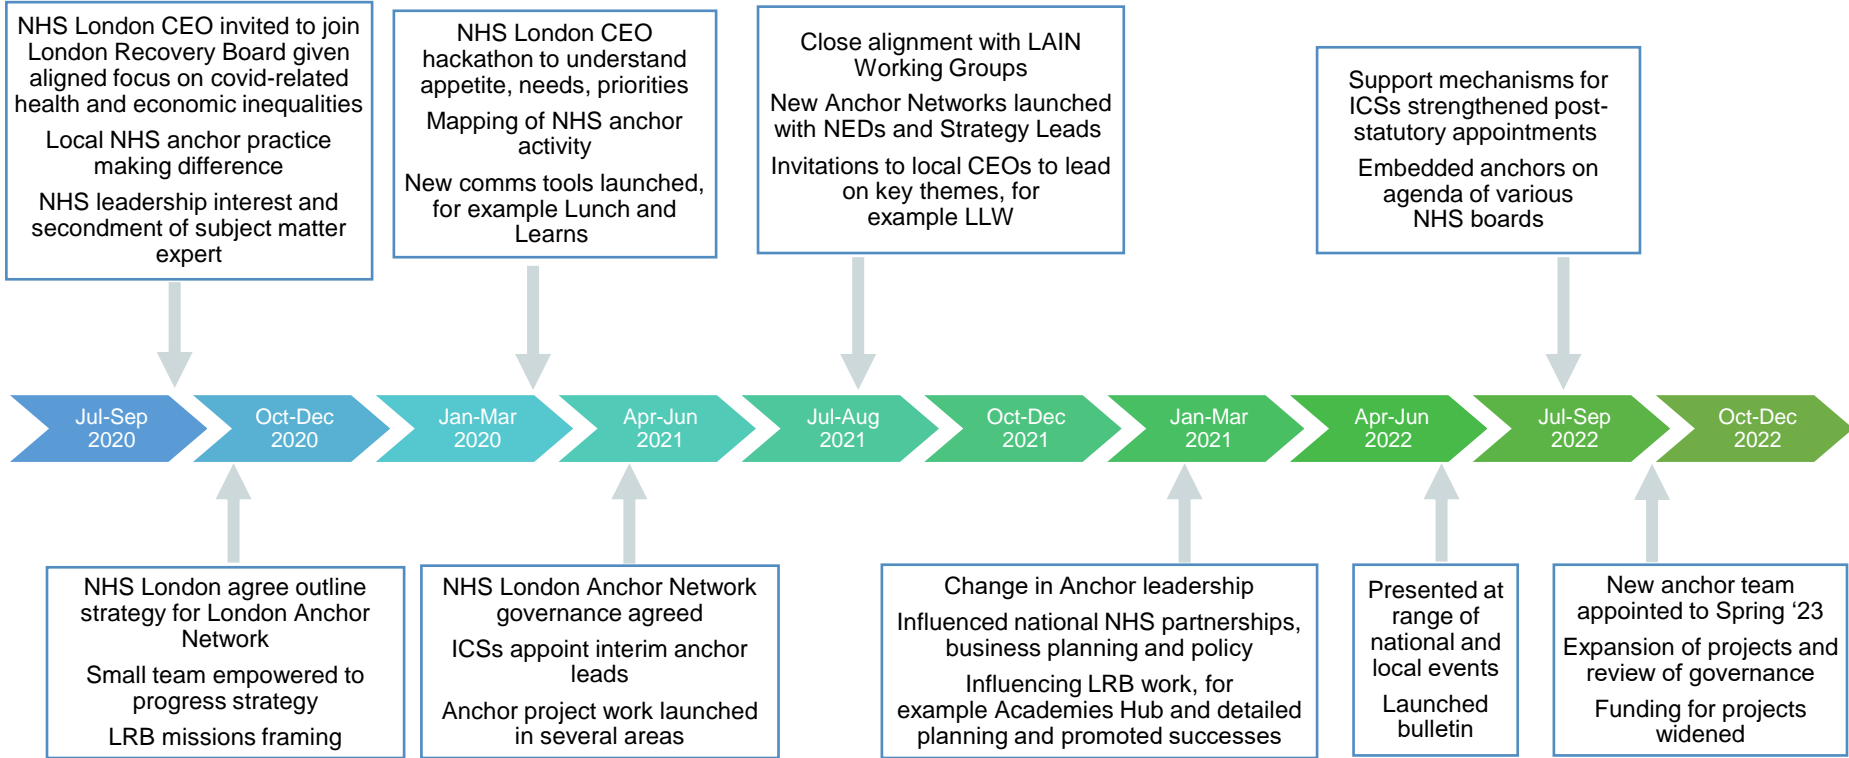 NHS London CEO invited to join
London Recovery Board given
aligned focus on covid-related
health and economic inequalities
Local NHS anchor practice
making difference
NHS leadership interest and
secondment of subject matter
expert
NHS London CEO
hackathon to understand
appetite, needs, priorities
Mapping of NHS anchor
activity
New comms tools launched,
for example Lunch and
Learns
Close alignment with LAIN
Working Groups
New Anchor Networks launched
with NEDs and Strategy Leads
Invitations to local CEOs to lead
on key themes, for
example LLW
Support mechanisms for
ICSs strengthened post-
statutory appointments
Embedded anchors on
agenda of various
NHS boards
Jul-Sep
2020
Oct-Dec
2020
Jan-Mar
2020
Apr-Jun
2021
Jul-Aug
2021
Oct-Dec
2021
Jan-Mar
2021
Apr-Jun
2022
Jul-Sep
2022
Oct-Dec
2022
NHS London agree outline
strategy for London Anchor
Network
Small team empowered to
progress strategy
LRB missions framing
NHS London Anchor Network
governance agreed
ICSs appoint interim anchor
leads
Anchor project work launched
in several areas
Change in Anchor leadership
Influenced national NHS partnerships,
business planning and policy
Influencing LRB work, for
example Academies Hub and detailed
planning and promoted successes
Presented at
range of
national and
local events
Launched
bulletin
New anchor team
appointed to Spring ‘23
Expansion of projects and
review of governance
Funding for projects
widened